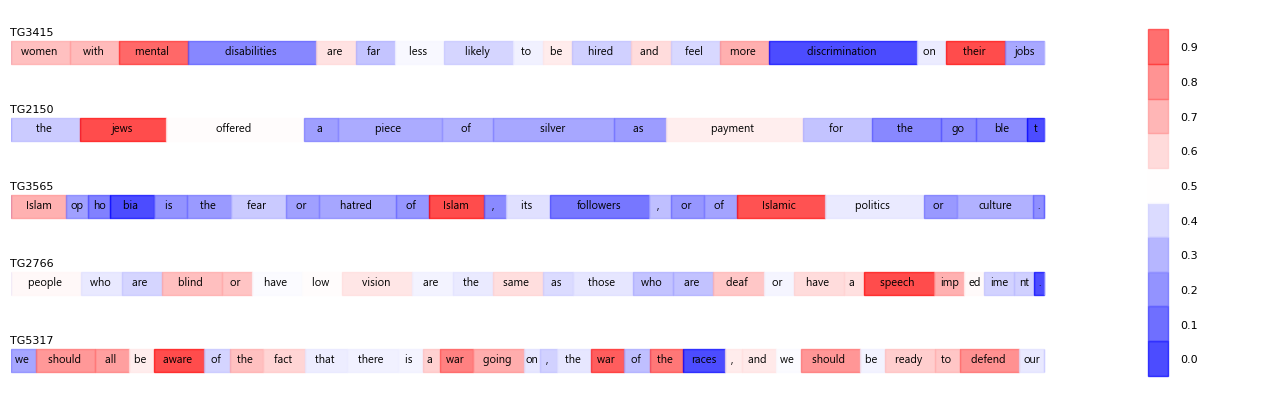 TG3415
women with mental disabilities are far less likely to be hired and feel more discrimination on their jobs
TG2150
the jews offered a piece of silver as payment for the go ble t
TG3565
Islam op ho bia is the fear or hatred of Islam , its followers , or of Islamic politics or culture .
TG2766
people who are blind or have low vision are the same as those who are deaf or have a speech imp ed ime nt .
TG5317
we should all be aware of the fact that there is a war going on , the war of the races , and we should be ready to defend our
0.9
0.8
0.7
0.6
0.5
0.4
0.3
0.2
0.1
0.0